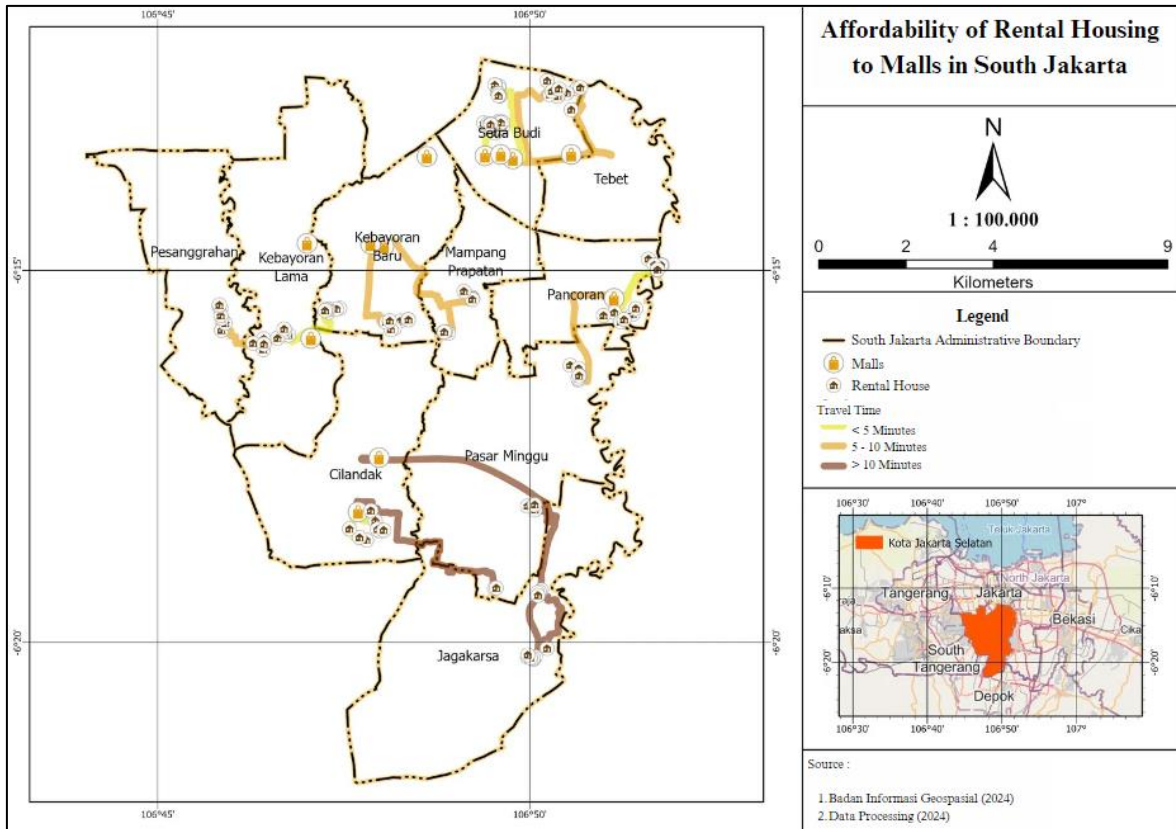 106°45'
106°50'
Setia Budi
Tebet
Pesanggrahan
Kebayoran
Lama
Kebayoran
Baru
Mampang
Prapatan
-6°15'
-6°15'
Pancoran
Pasar Minggu
Cilandak
-6°20'
-6°20'
Jagakarsa
106°45'
106°50'
Affordability of Rental Housing
to Malls in South Jakarta
N
1 : 100.000
0 2 4 9
Kilometers
Legend
South Jakarta Administrative Boundary
Malls
Rental House
Travel Time
< 5 Minutes
5 - 10 Minutes
> 10 Minutes
106°30' 106°40' 106°50' 107°
Teluk Jakarta
Kota Jakarta Selatan
North Jakarta
-6°10'
-6°10'
Tangerang
Jakarta
Bekasi
Cika
aksa
South
Tangerang
-6°20'
-6°20'
Depok
106°30' 106°40' 106°50' 107°
Source :
1.Badan Informasi Geospasial (2024)
2.Data Processing (2024)